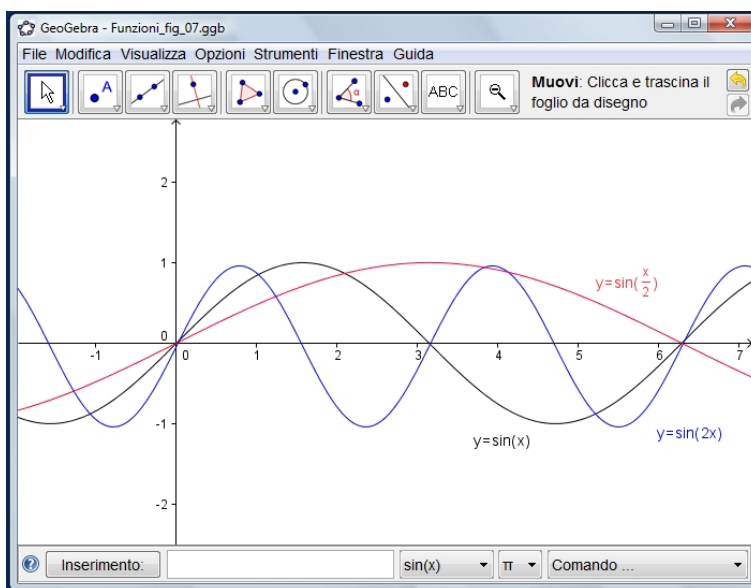 GeoGebra - Funzioni_fig_07.ggb
File Modifica Visualizza Opzioni Strumenti Finestra Guida
A
α
ABC
Muovi: Clicca e trascina il
foglio da disegno
2
1
0
-1
-2
-1 0 1 2 3 4 5 6 7
y=sin(x/2)
y=sin(x)
y=sin(2x)
Inserimento: sin(x) π Comando ...